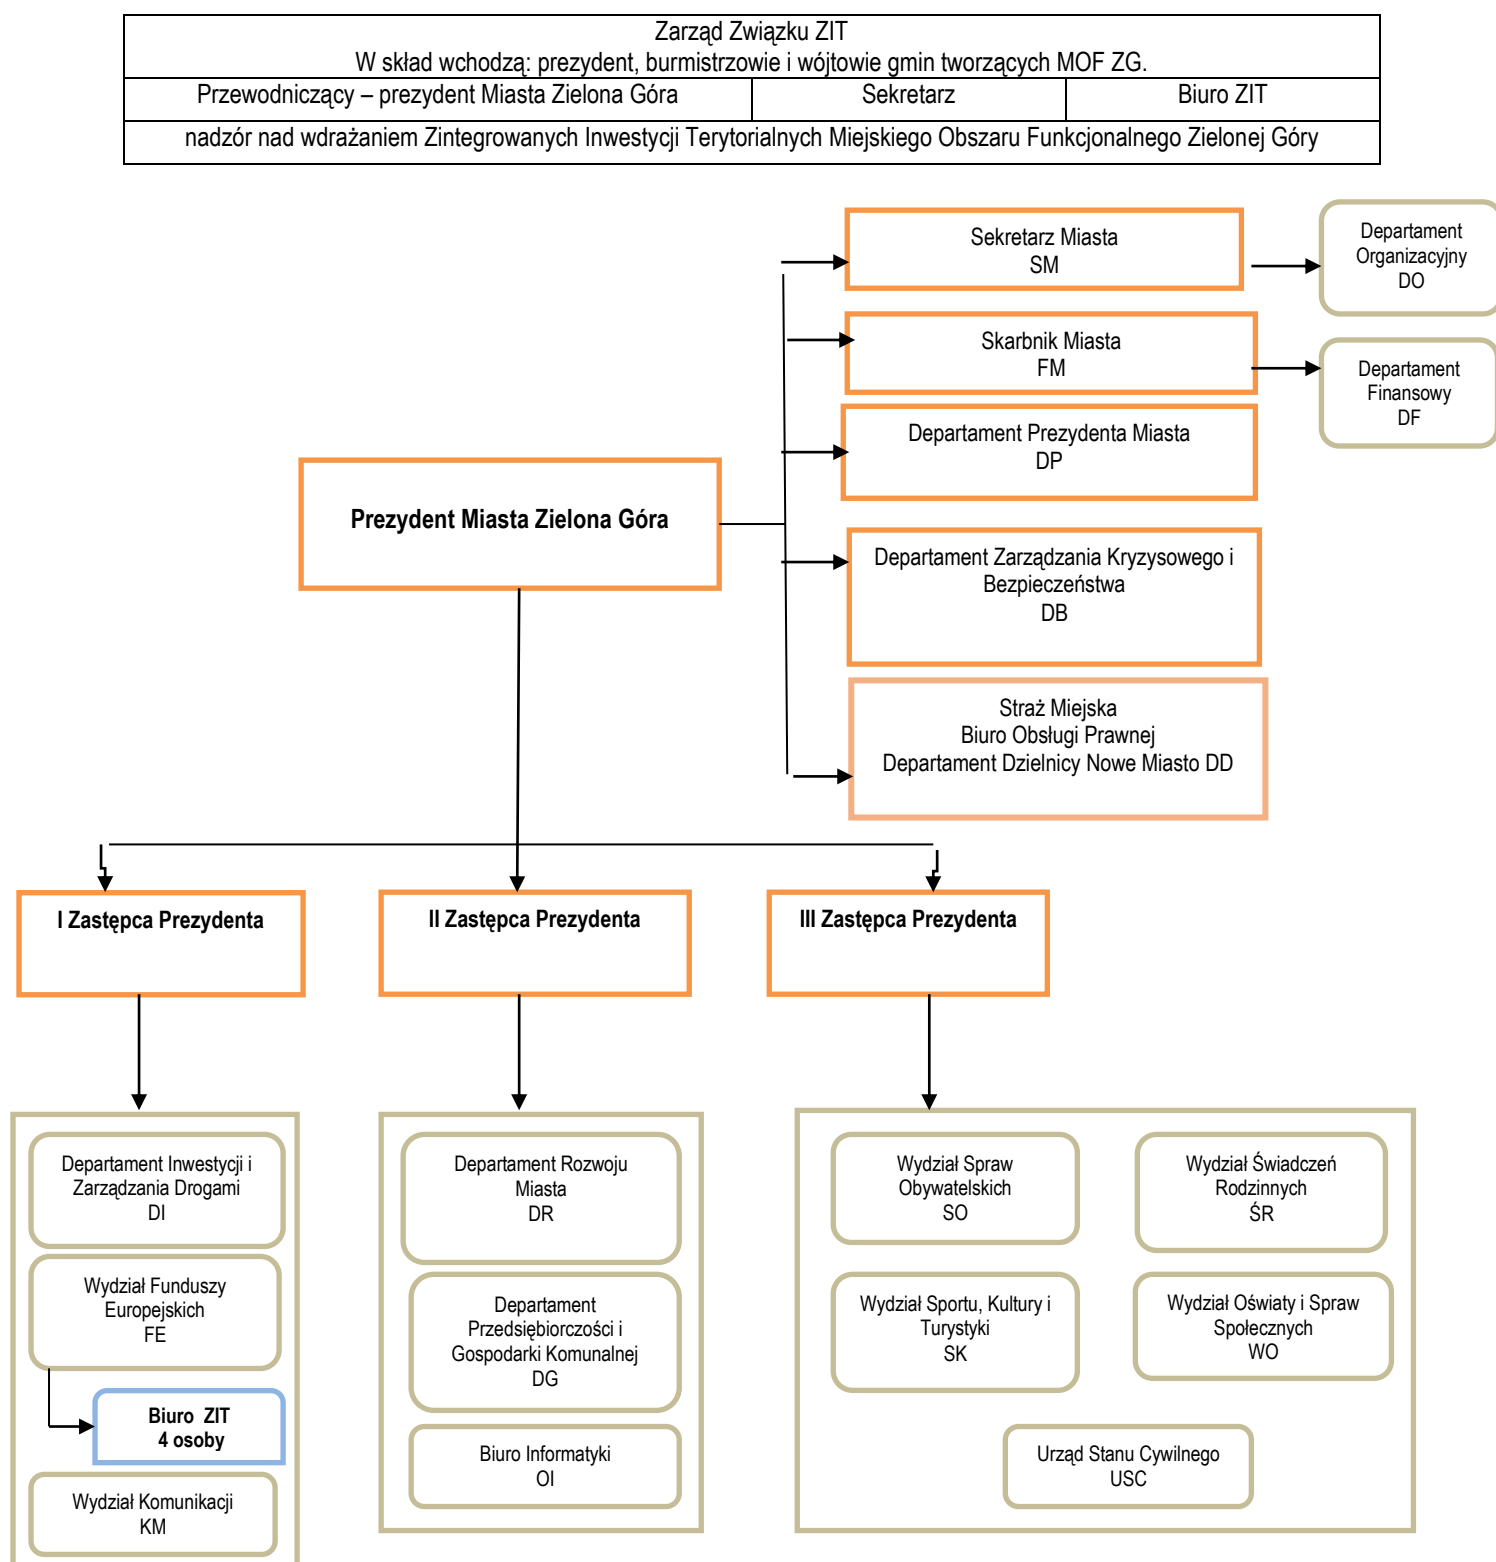 Zarząd Związku ZIT
W skład wchodzą: prezydent, burmistrzowie i wójtowie gmin tworzących MOF ZG.
Przewodniczący – prezydent Miasta Zielona Góra
Sekretarz
Biuro ZIT
nadzór nad wdrażaniem Zintegrowanych Inwestycji Terytorialnych Miejskiego Obszaru Funkcjonalnego Zielonej Góry
Sekretarz Miasta
SM
Departament
Organizacyjny
DO
Skarbnik Miasta
FM
Departament
Finansowy
DF
Departament Prezydenta Miasta
DP
Prezydent Miasta Zielona Góra
Departament Zarządzania Kryzysowego i
Bezpieczeństwa
DB
Straż Miejska
Biuro Obsługi Prawnej
Departament Dzielnicy Nowe Miasto DD
I Zastępca Prezydenta
II Zastępca Prezydenta
III Zastępca Prezydenta
Departament Inwestycji i
Zarządzania Drogami
DI
Wydział Funduszy
Europejskich
FE
Biuro ZIT
4 osoby
Wydział Komunikacji
KM
Departament Rozwoju
Miasta
DR
Departament
Przedsiębiorczości i
Gospodarki Komunalnej
DG
Biuro Informatyki
OI
Wydział Spraw
Obywatelskich
SO
Wydział Świadczeń
Rodzinnych
ŚR
Wydział Sportu, Kultury i
Turystyki
SK
Wydział Oświaty i Spraw
Społecznych
WO
Urząd Stanu Cywilnego
USC